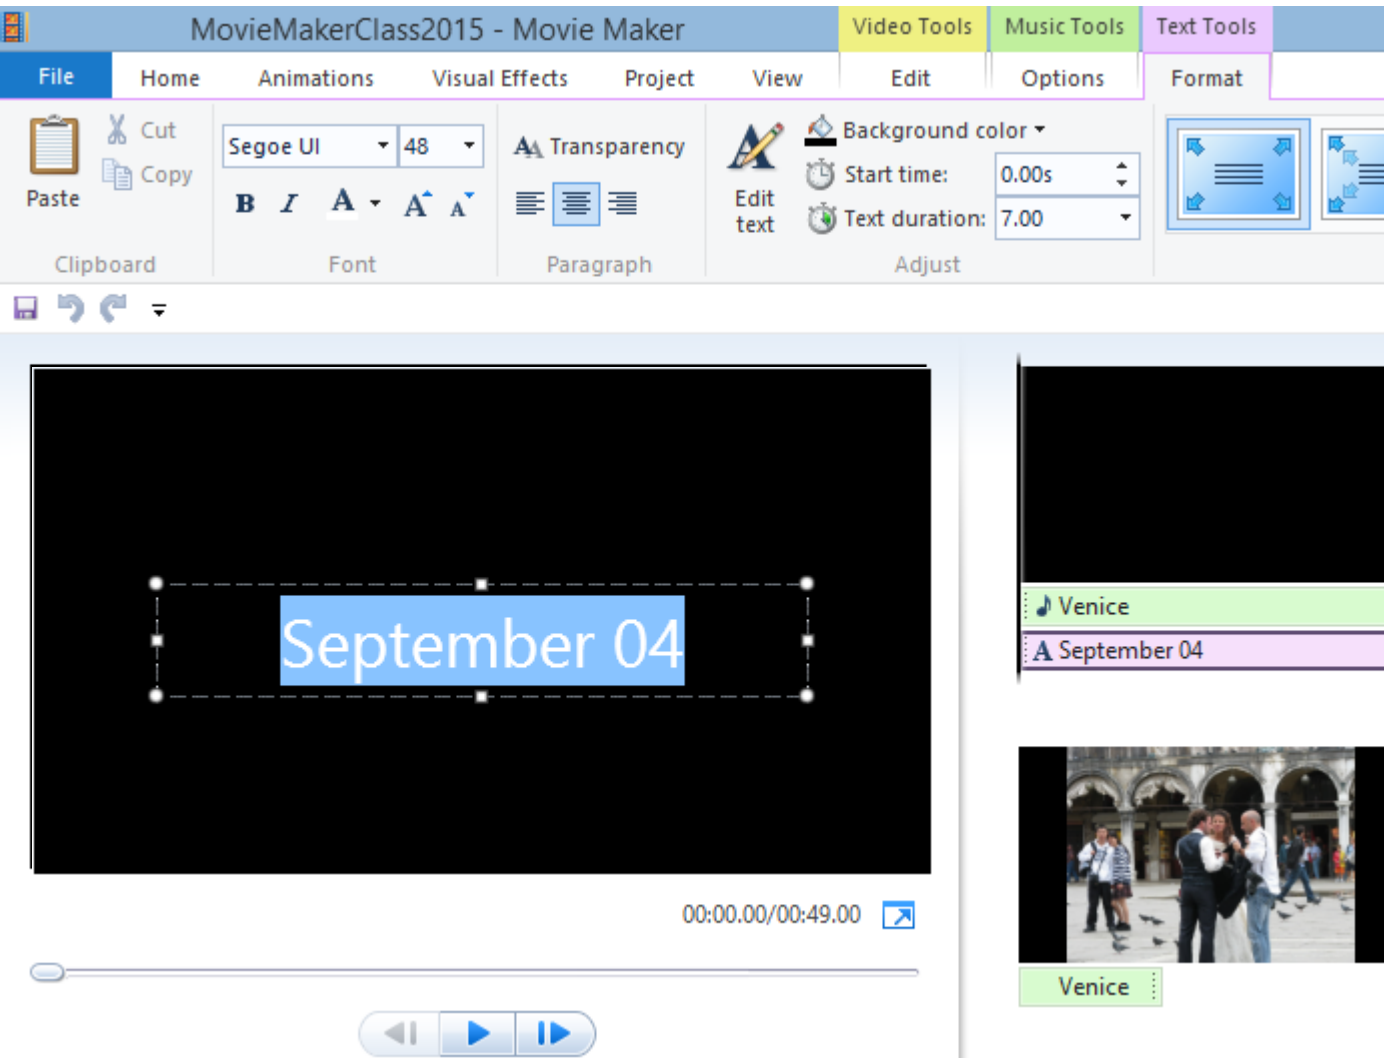 MovieMakerClass2015 - Movie Maker
Video Tools
Music Tools
Text Tools
File
Home
Animations
Visual Effects
Project
View
Edit
Options
Format
Paste
Cut
Copy
Clipboard
Segoe UI
48
B I A A A
Font
AA Transparency
Paragraph
Edit
text
Background color
Start time:
0.00s
Text duration:
7.00
Adjust
September 04
00:00.00/00:49.00
Venice
A September 04
Venice